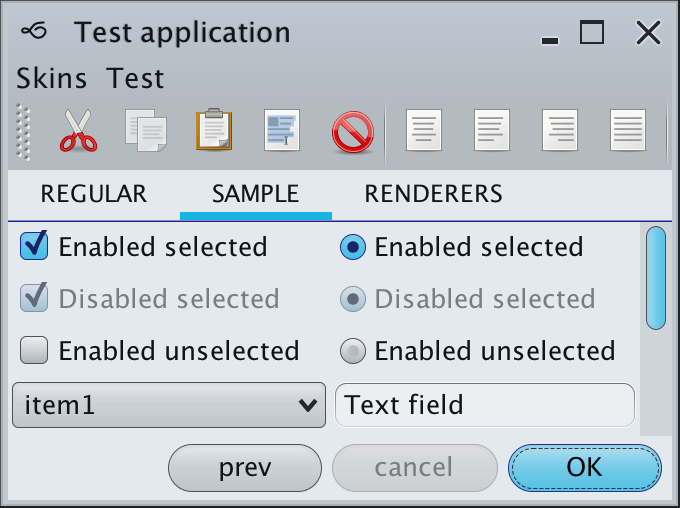 Test application
Skins Test
REGULAR SAMPLE RENDERERS
Enabled selected Enabled selected
Disabled selected Disabled selected
Enabled unselected Enabled unselected
item1 Text field
prev cancel OK